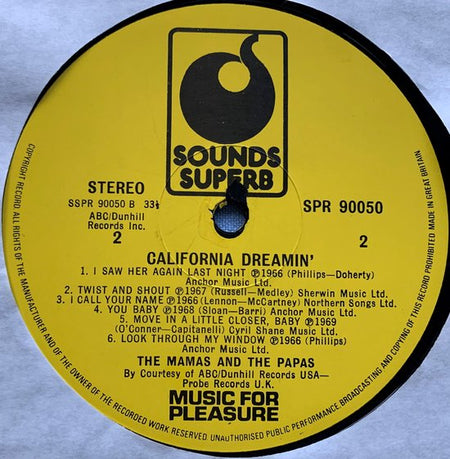 SOUNDS
SUPERB
STEREO
SSPR 90050 B 33⅓
ABC/Dunhill
Records Inc.
2
SPR 90050
2
CALIFORNIA DREAMIN'
1. I SAW HER AGAIN LAST NIGHT ℗1966 (Phillips—Doherty)
Anchor Music Ltd.
2. TWIST AND SHOUT ℗1967 (Russell—Medley) Sherwin Music Ltd.
3. I CALL YOUR NAME ℗1966 (Lennon—McCartney) Northern Songs Ltd.
4. YOU BABY ℗1968 (Sloan—Barri) Anchor Music Ltd.
5. MOVE IN A LITTLE CLOSER, BABY ℗1969
(O'Connor—Capitanelli) Cyril Shane Music Ltd.
6. LOOK THROUGH MY WINDOW ℗1966 (Phillips)
Anchor Music Ltd.
THE MAMAS AND THE PAPAS
By Courtesy of ABC/Dunhill Records USA—
Probe Records U.K.
MUSIC FOR
PLEASURE
COPYRIGHT RECORD ALL RIGHTS OF THE MANUFACTURER AND OF THE OWNER OF THE RECORDED WORK RESERVED. UNAUTHORISED PUBLIC PERFORMANCE, BROADCASTING AND COPYING OF THIS RECORD PROHIBITED. MADE IN GREAT BRITAIN.